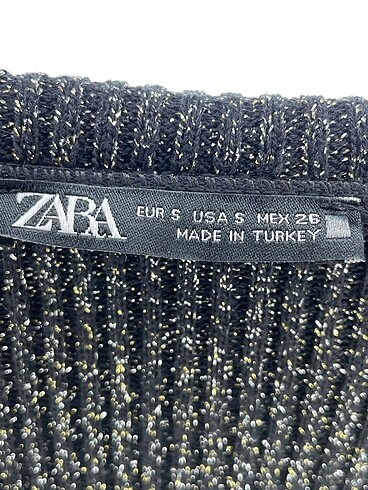 ZARA
EUR S USA S MEX 26
MADE IN TURKEY